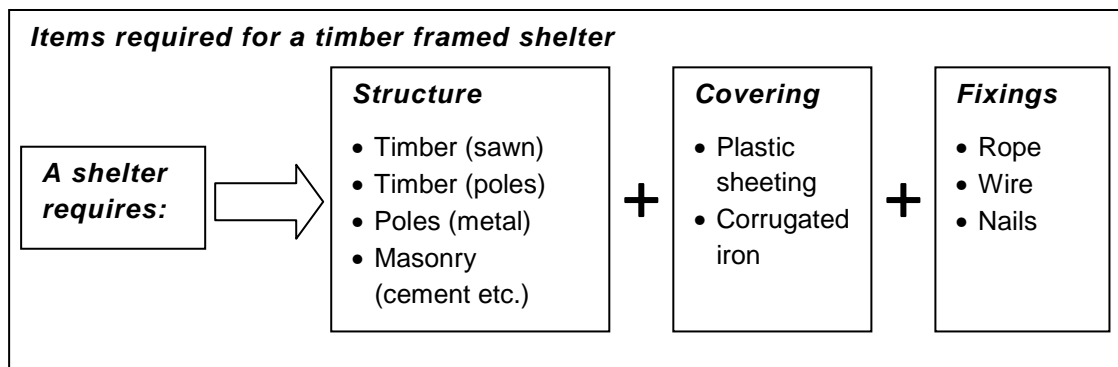 Items required for a timber framed shelter
A shelter
requires:
Structure
• Timber (sawn)
• Timber (poles)
• Poles (metal)
• Masonry
(cement etc.)
+
Covering
• Plastic
sheeting
• Corrugated
iron
+
Fixings
• Rope
• Wire
• Nails